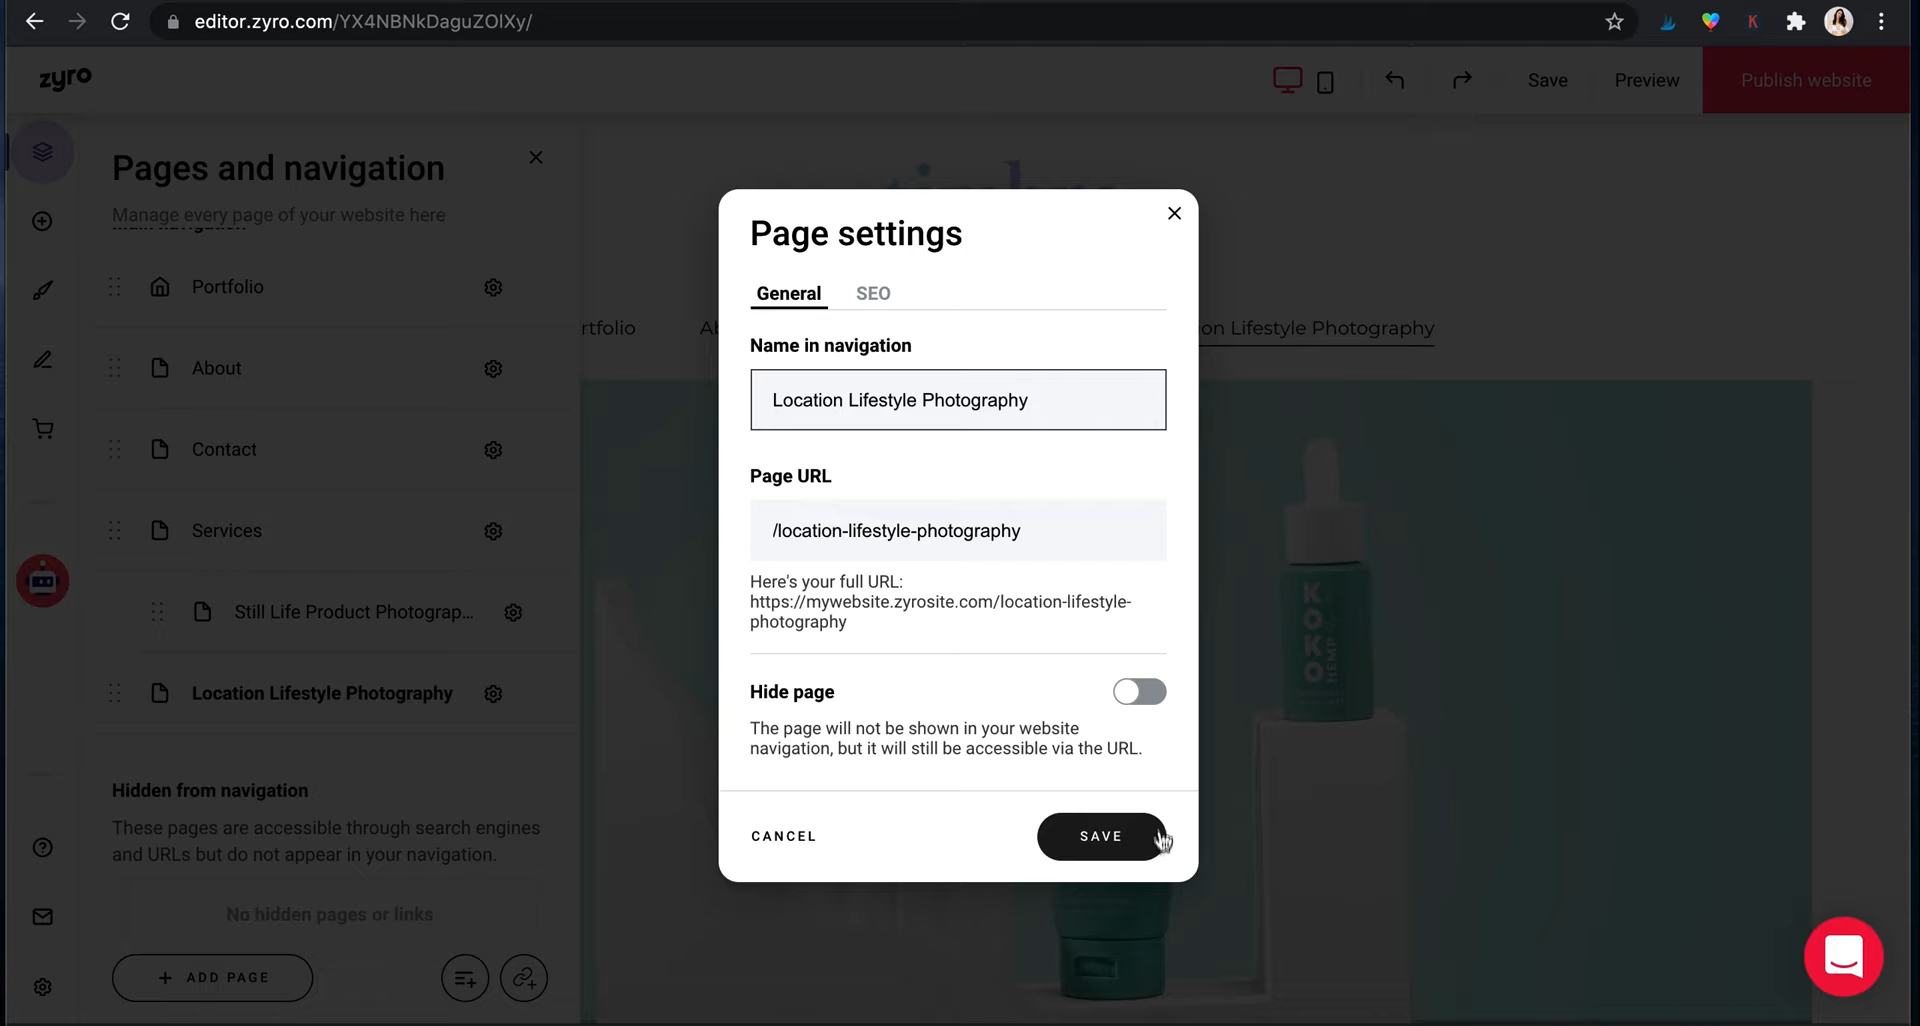 editor.zyro.com/YX4NBNkDaguZOlXy/
K
zyro
Save
Preview
Publish website
Pages and navigation
Manage every page of your website here
Main navigation
Portfolio
About
Contact
Services
Still Life Product Photograp...
Location Lifestyle Photography
Hidden from navigation
These pages are accessible through search engines
and URLs but do not appear in your navigation.
No hidden pages or links
+ ADD PAGE
rtfolio
Ab
on Lifestyle Photography
Page settings
General
SEO
Name in navigation
Location Lifestyle Photography
Page URL
/location-lifestyle-photography
Here's your full URL:
https://mywebsite.zyrosite.com/location-lifestyle-
photography
Hide page
The page will not be shown in your website
navigation, but it will still be accessible via the URL.
CANCEL
SAVE
KOKO
HEMP